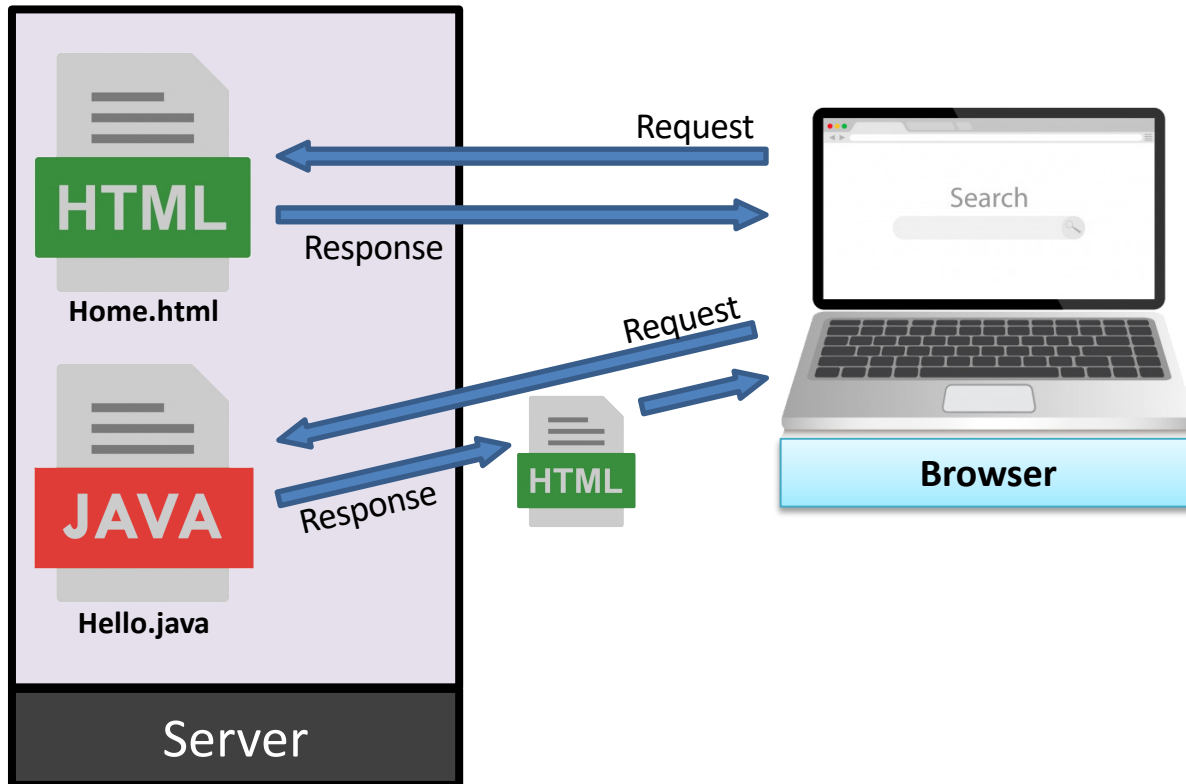 HTML
Home.html
Request
Response
Search
Request
JAVA
Hello.java
Response
HTML
Browser
Server